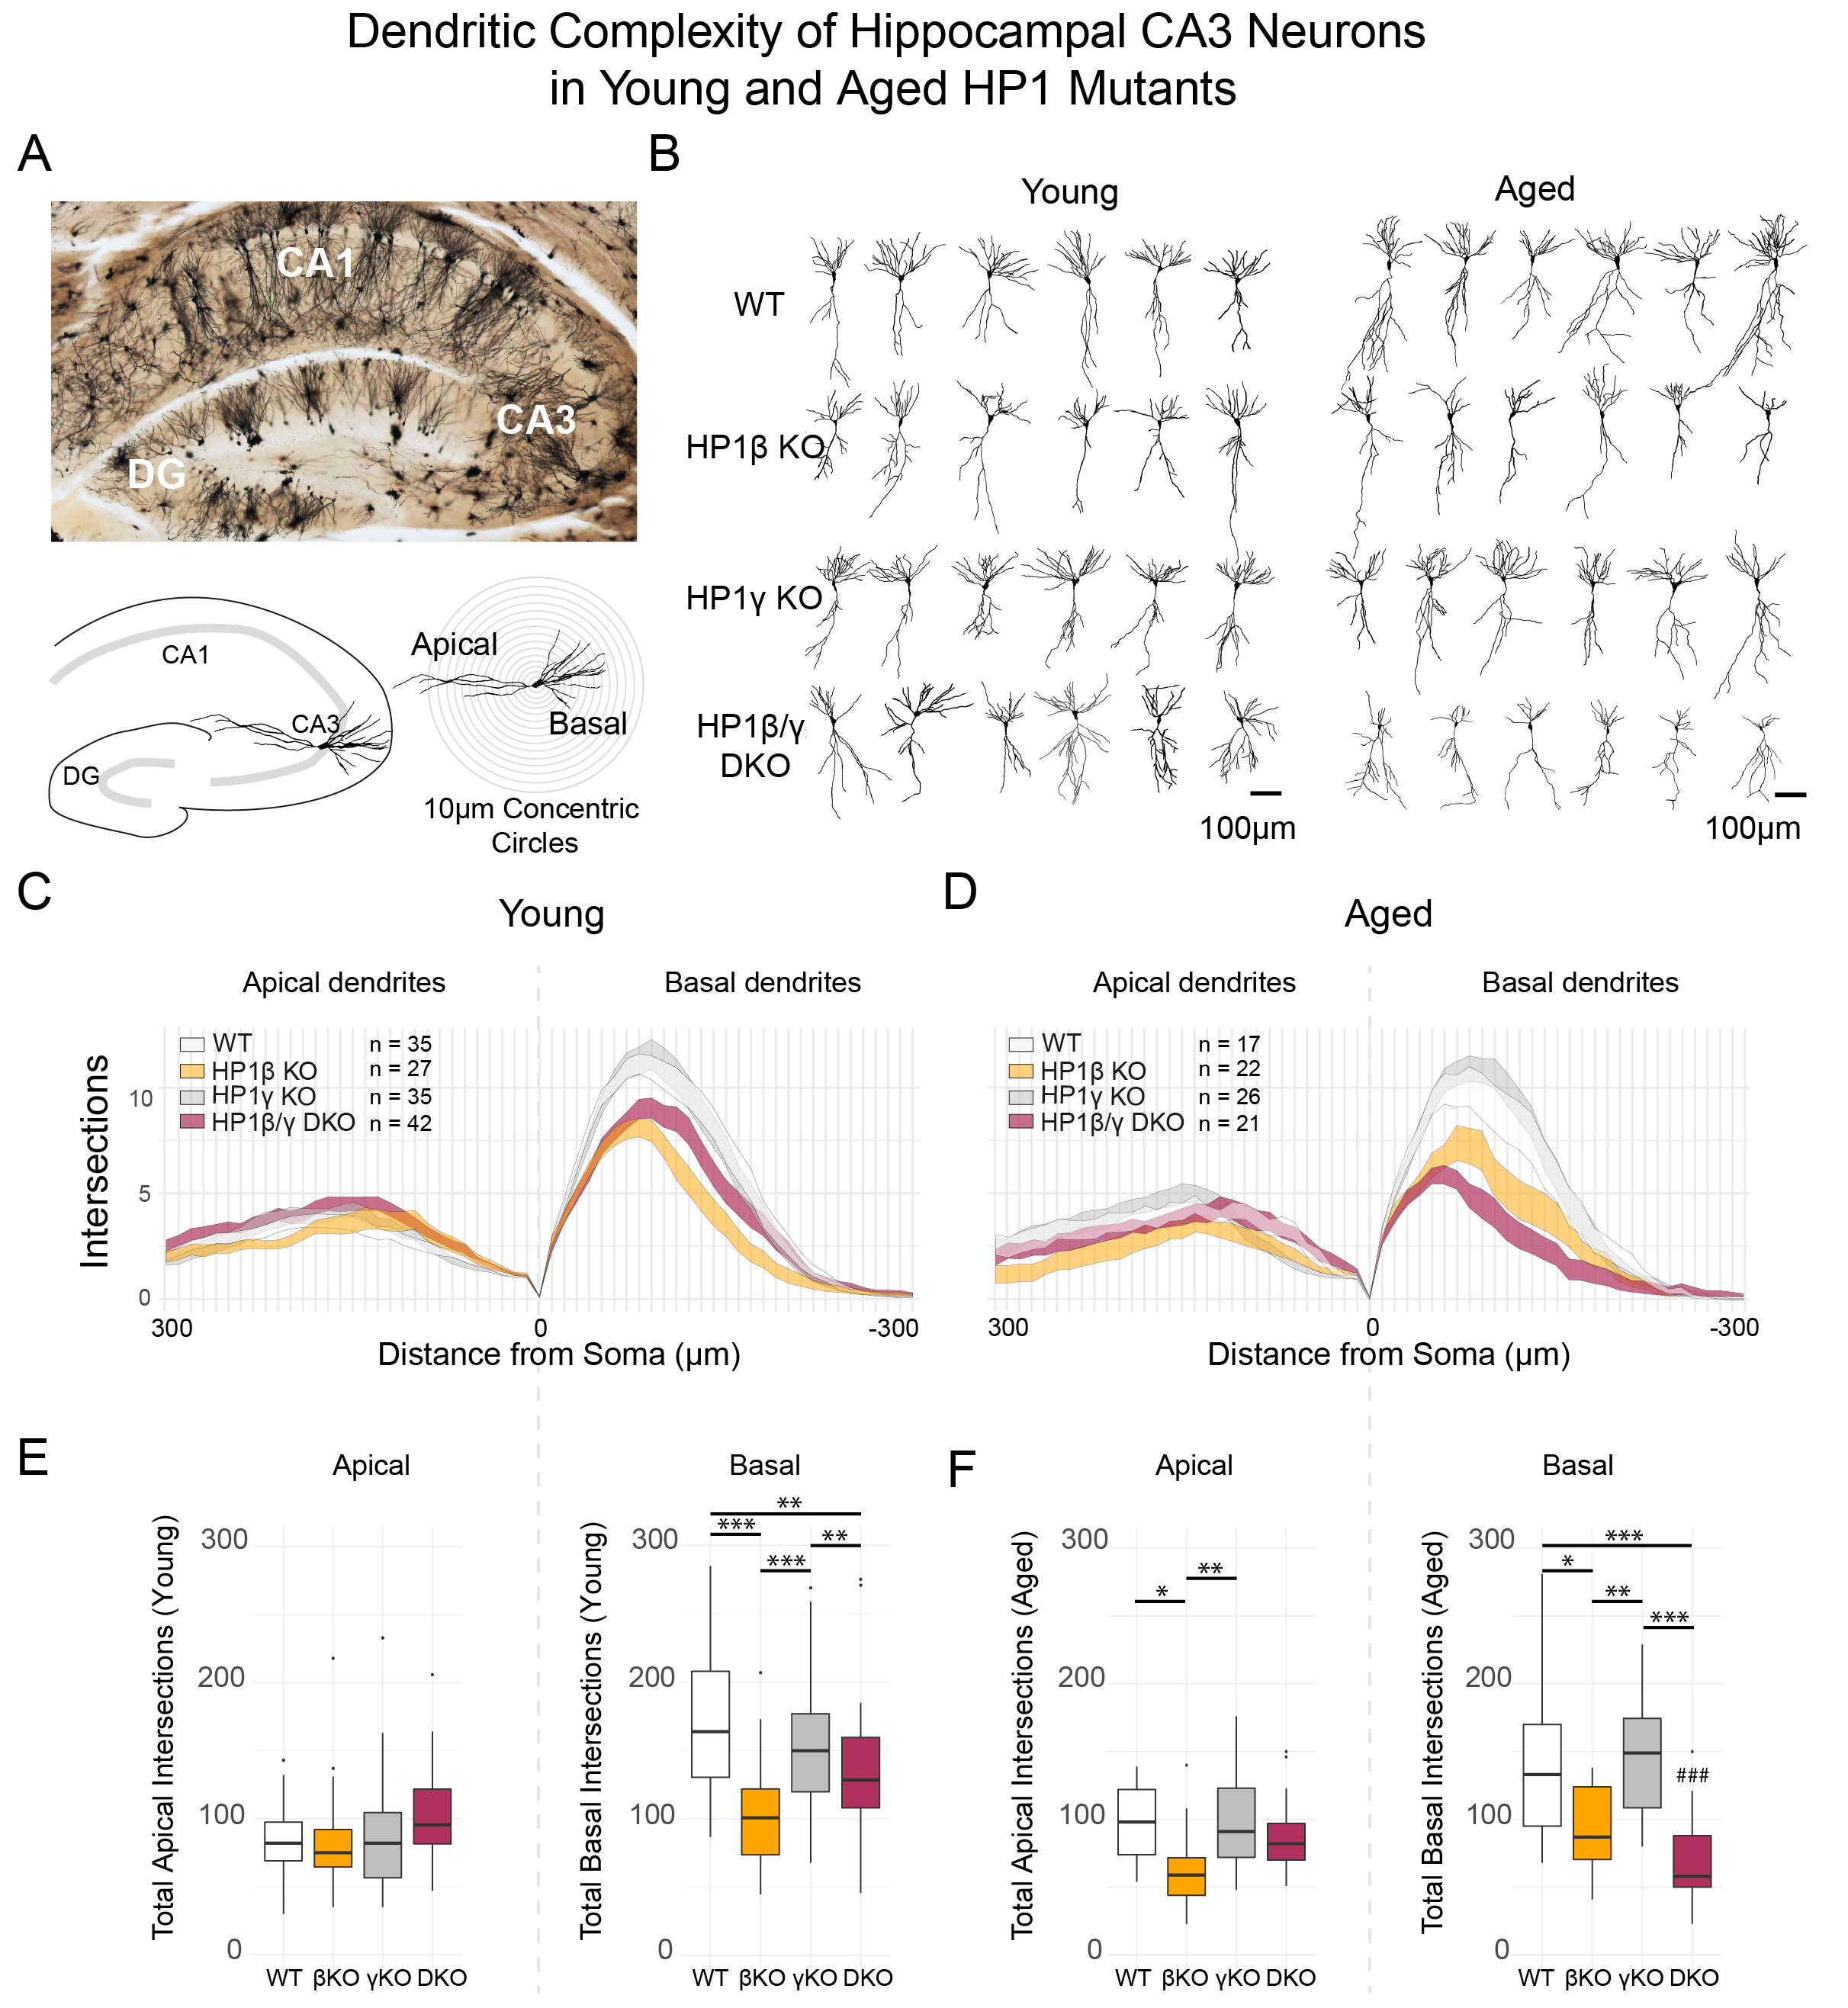 Dendritic Complexity of Hippocampal CA3 Neurons
in Young and Aged HP1 Mutants
A
CA1
CA3
DG
CA1
CA3
DG
Apical
Basal
10µm Concentric
Circles
B
Young
Aged
WT
HP1β KO
HP1γ KO
HP1β/γ
DKO
100µm
100µm
C
Young
Apical dendrites
Basal dendrites
WT n = 35
HP1β KO n = 27
HP1γ KO n = 35
HP1β/γ DKO n = 42
Intersections
10
5
0
300
0
-300
Distance from Soma (µm)
D
Aged
Apical dendrites
Basal dendrites
WT n = 17
HP1β KO n = 22
HP1γ KO n = 26
HP1β/γ DKO n = 21
300
0
-300
Distance from Soma (µm)
E
Apical
Total Apical Intersections (Young)
300
200
100
0
WT βKO γKO DKO
Basal
Total Basal Intersections (Young)
**
***
**
***
300
200
100
0
WT βKO γKO DKO
F
Apical
Total Apical Intersections (Aged)
**
*
300
200
100
0
WT βKO γKO DKO
Basal
Total Basal Intersections (Aged)
***
*
**
***
###
300
200
100
0
WT βKO γKO DKO